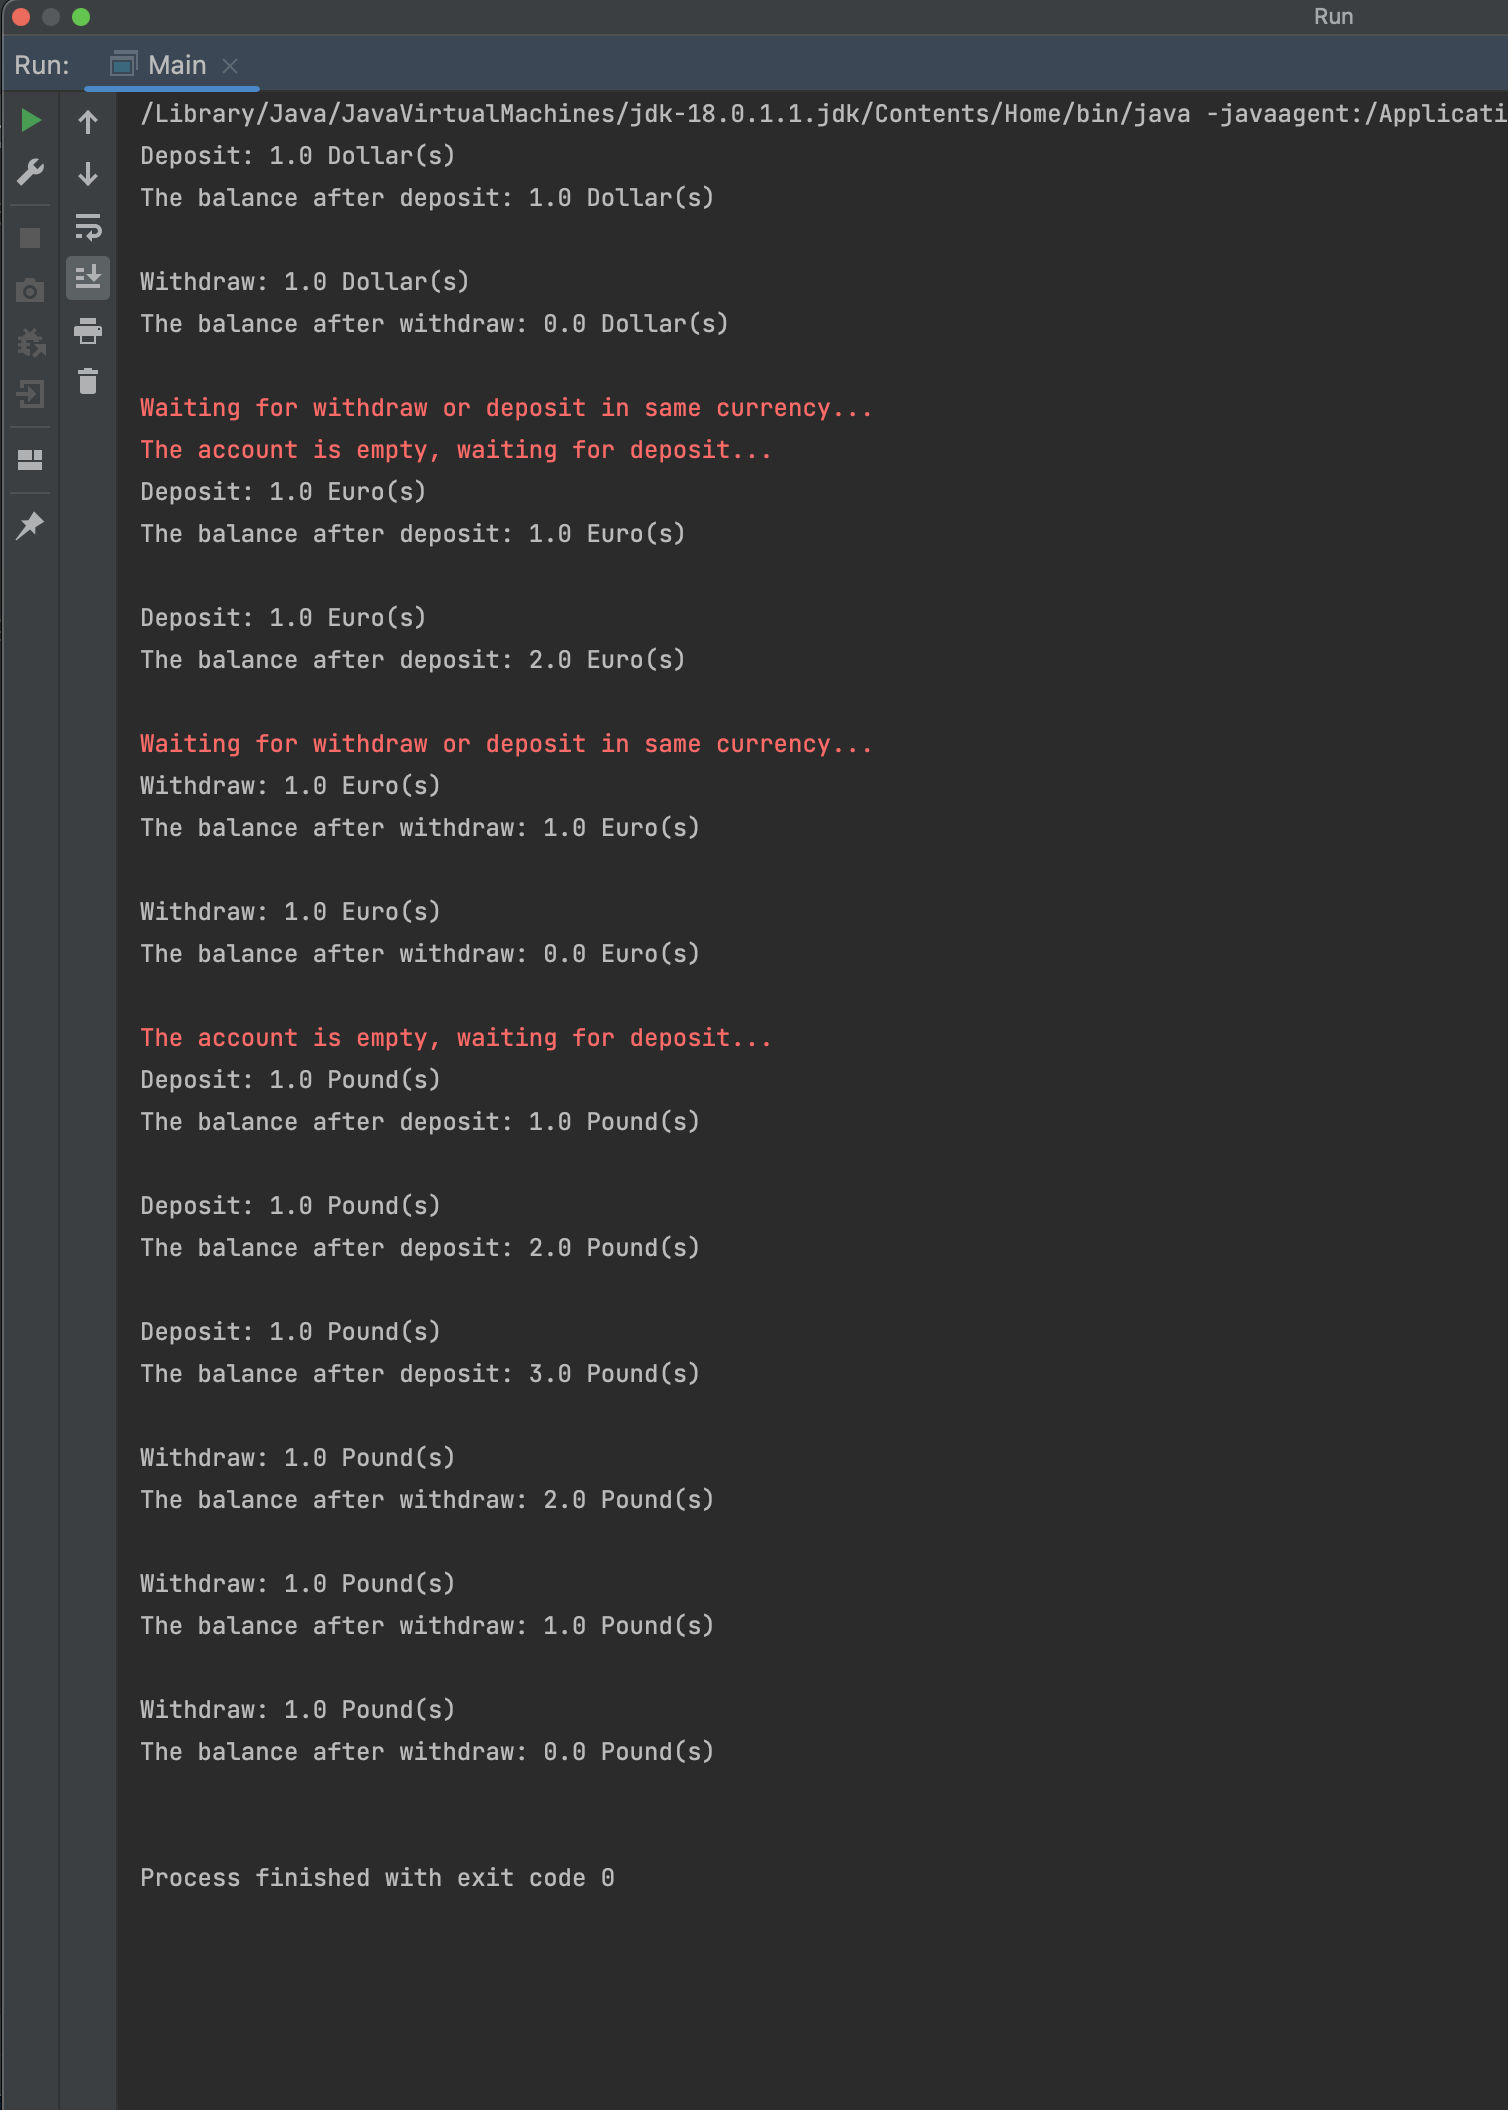 Run
Run: Main
/Library/Java/JavaVirtualMachines/jdk-18.0.1.1.jdk/Contents/Home/bin/java -javaagent:/Applicati
Deposit: 1.0 Dollar(s)
The balance after deposit: 1.0 Dollar(s)
Withdraw: 1.0 Dollar(s)
The balance after withdraw: 0.0 Dollar(s)
Waiting for withdraw or deposit in same currency...
The account is empty, waiting for deposit...
Deposit: 1.0 Euro(s)
The balance after deposit: 1.0 Euro(s)
Deposit: 1.0 Euro(s)
The balance after deposit: 2.0 Euro(s)
Waiting for withdraw or deposit in same currency...
Withdraw: 1.0 Euro(s)
The balance after withdraw: 1.0 Euro(s)
Withdraw: 1.0 Euro(s)
The balance after withdraw: 0.0 Euro(s)
The account is empty, waiting for deposit...
Deposit: 1.0 Pound(s)
The balance after deposit: 1.0 Pound(s)
Deposit: 1.0 Pound(s)
The balance after deposit: 2.0 Pound(s)
Deposit: 1.0 Pound(s)
The balance after deposit: 3.0 Pound(s)
Withdraw: 1.0 Pound(s)
The balance after withdraw: 2.0 Pound(s)
Withdraw: 1.0 Pound(s)
The balance after withdraw: 1.0 Pound(s)
Withdraw: 1.0 Pound(s)
The balance after withdraw: 0.0 Pound(s)
Process finished with exit code 0